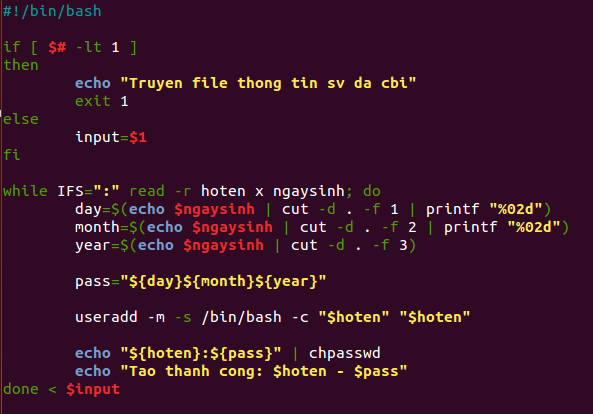 #!/bin/bash
if [ $# -lt 1 ]
then
echo "Truyen file thong tin sv da cbi"
exit 1
else
input=$1
fi
while IFS=":" read -r hoten x ngaysinh; do
day=$(echo $ngaysinh | cut -d . -f 1 | printf "%02d")
month=$(echo $ngaysinh | cut -d . -f 2 | printf "%02d")
year=$(echo $ngaysinh | cut -d . -f 3)
pass="${day}${month}${year}"
useradd -m -s /bin/bash -c "$hoten" "$hoten"
echo "${hoten}:${pass}" | chpasswd
echo "Tao thanh cong: $hoten - $pass"
done < $input